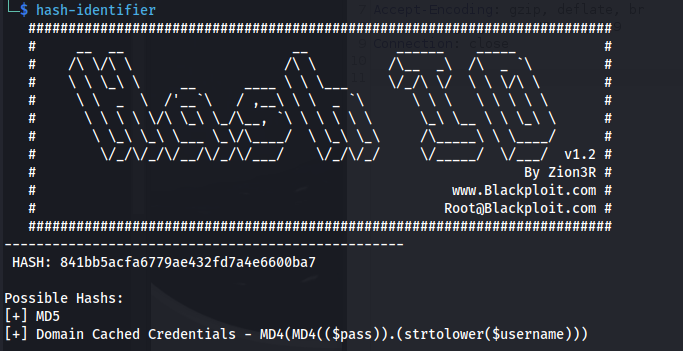 └─$ hash-identifier
   #########################################################################
   #     __  __                     __           ______    _____           #
   #    /\ \/\ \                   /\ \         /\__  _\  /\  _ `\         #
   #    \ \ \_\ \     __      ____ \ \ \___     \/_/\ \/  \ \ \/\ \        #
   #     \ \  _  \  /'__`\   / ,__\ \ \  _ `\      \ \ \   \ \ \ \ \       #
   #      \ \ \ \ \/\ \_\ \_/\__, `\ \ \ \ \ \      \_\ \__ \ \ \_\ \      #
   #       \ \_\ \_\ \___ \_\/\____/  \ \_\ \_\     /\_____\ \ \____/      #
   #        \/_/\/_/\/__/\/_/\/___/    \/_/\/_/     \/_____/  \/___/  v1.2 #
   #                                                             By Zion3R #
   #                                                    www.Blackploit.com #
   #                                                   Root@Blackploit.com #
   #########################################################################
--------------------------------------------------
 HASH: 841bb5acfa6779ae432fd7a4e6600ba7

Possible Hashs:
[+] MD5
[+] Domain Cached Credentials - MD4(MD4(($pass)).(strtolower($username)))